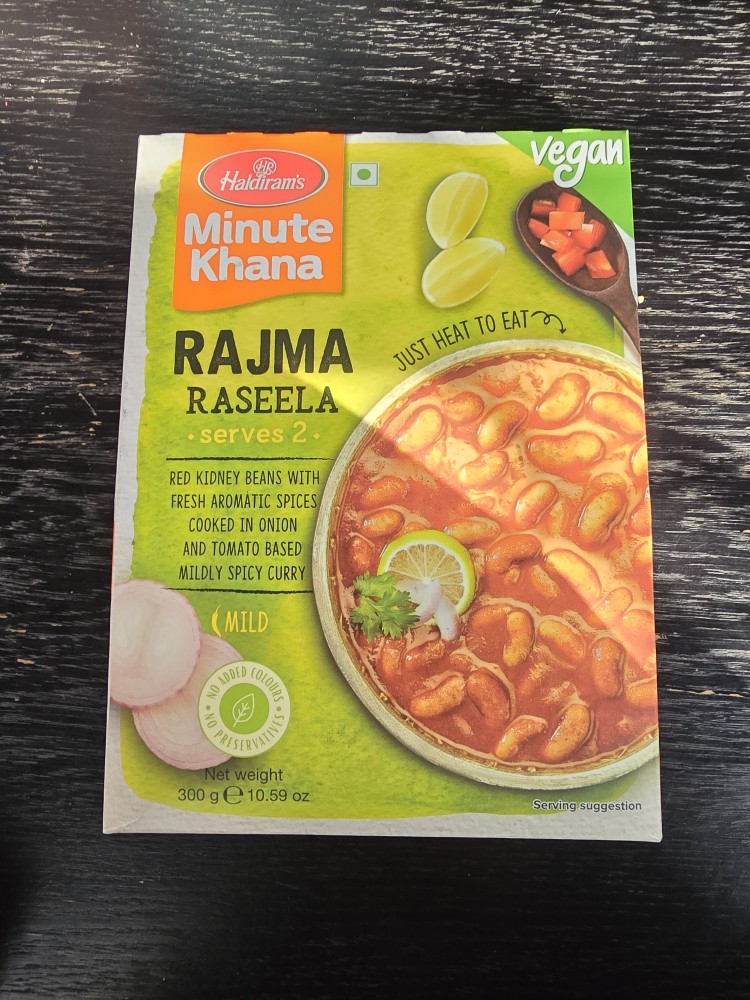 HR
Haldiram's
Minute
Khana
vegan
JUST HEAT TO EAT
RAJMA
RASEELA
• serves 2 •
RED KIDNEY BEANS WITH
FRESH AROMATIC SPICES
COOKED IN ONION
AND TOMATO BASED
MILDLY SPICY CURRY
MILD
NO ADDED COLOURS
• NO PRESERVATIVES •
Net weight
300 g ℮ 10.59 oz
Serving suggestion